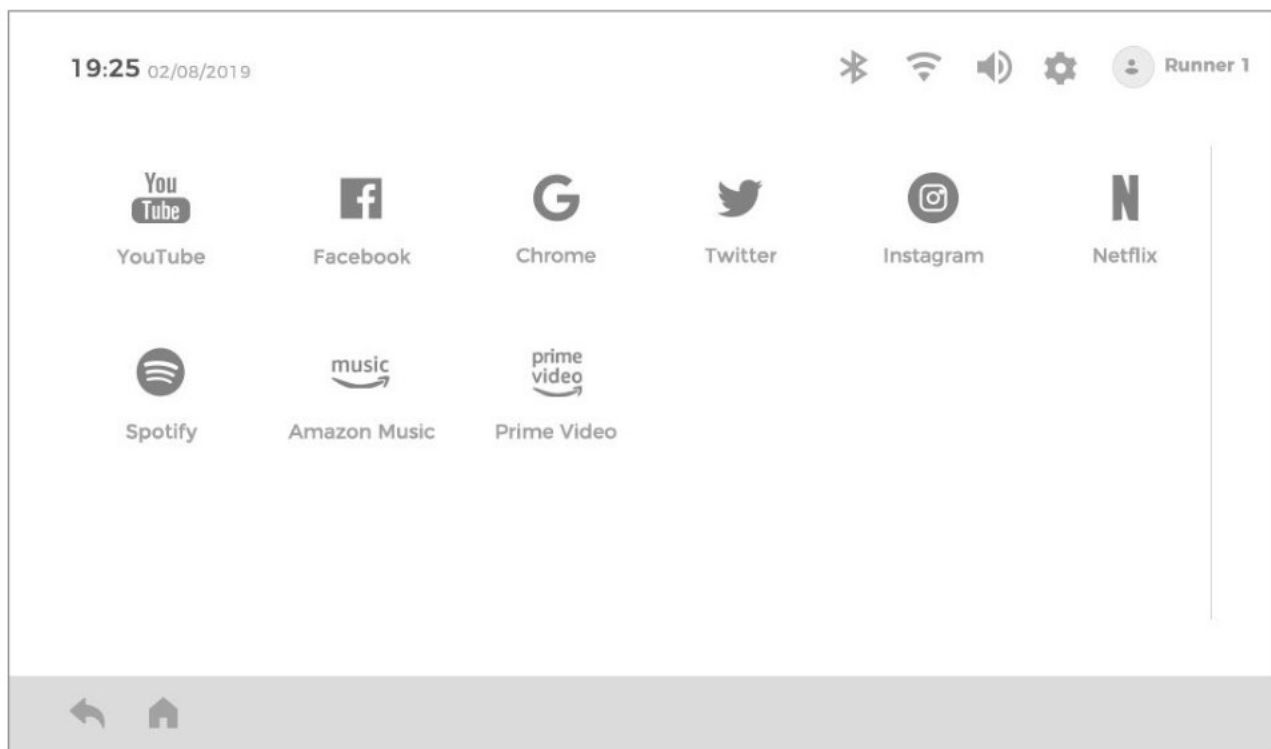 19:25 02/08/2019
Runner 1
You
Tube
YouTube
Facebook
G
Chrome
Twitter
Instagram
N
Netflix
Spotify
music
Amazon Music
prime
video
Prime Video